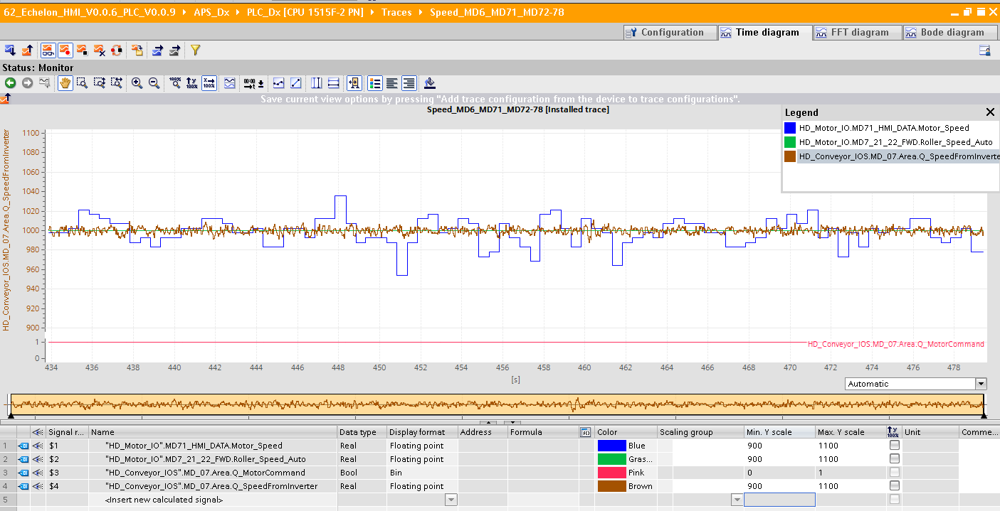 62_Echelon_HMI_V0.0.6_PLC_V0.0.9 ▸ APS_Dx ▸ PLC_Dx [CPU 1515F-2 PN] ▸ Traces ▸ Speed_MD6_MD71_MD72-78
Configuration Time diagram FFT diagram Bode diagram
Status: Monitor
Save current view options by pressing "Add trace configuration from the device to trace configurations".
Speed_MD6_MD71_MD72-78 [Installed trace]
Legend
HD_Motor_IO.MD71_HMI_DATA.Motor_Speed
HD_Motor_IO.MD7_21_22_FWD.Roller_Speed_Auto
HD_Conveyor_IOS.MD_07.Area.Q_SpeedFromInverte
HD_Conveyor_IOS.MD_07.Area.Q_SpeedFromInverter
1100
1080
1060
1040
1020
1000
980
960
940
920
900
1
0
HD_Conveyor_IOS.MD_07.Area.Q_MotorCommand
434 436 438 440 442 444 446 448 450 452 454 456 458 460 462 464 466 468 470 472 474 476 478
[s]
Automatic
Signal r... Name Data type Display format Address Formula Color Scaling group Min. Y scale Max. Y scale Unit Comme...
1 $1 "HD_Motor_IO".MD71_HMI_DATA.Motor_Speed Real Floating point Blue 900 1100
2 $2 "HD_Motor_IO".MD7_21_22_FWD.Roller_Speed_Auto Real Floating point Gras... 900 1100
3 $3 "HD_Conveyor_IOS".MD_07.Area.Q_MotorCommand Bool Bin Pink 0 1
4 $4 "HD_Conveyor_IOS".MD_07.Area.Q_SpeedFromInverter Real Floating point Brown 900 1100
5 <Insert new calculated signal>